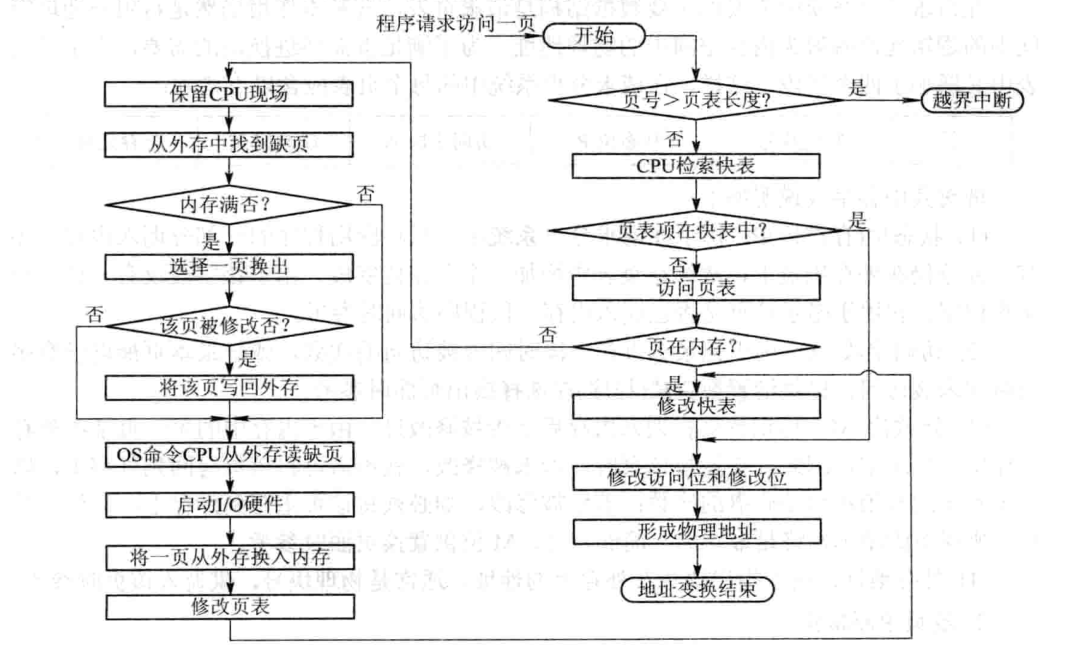 程序请求访问一页
开始
页号＞页表长度?
是
越界中断
否
CPU检索快表
页表项在快表中?
是
否
访问页表
否
页在内存?
是
修改快表
修改访问位和修改位
形成物理地址
地址变换结束
保留CPU现场
从外存中找到缺页
内存满否?
否
是
选择一页换出
否
该页被修改否?
是
将该页写回外存
OS命令CPU从外存读缺页
启动I/O硬件
将一页从外存换入内存
修改页表